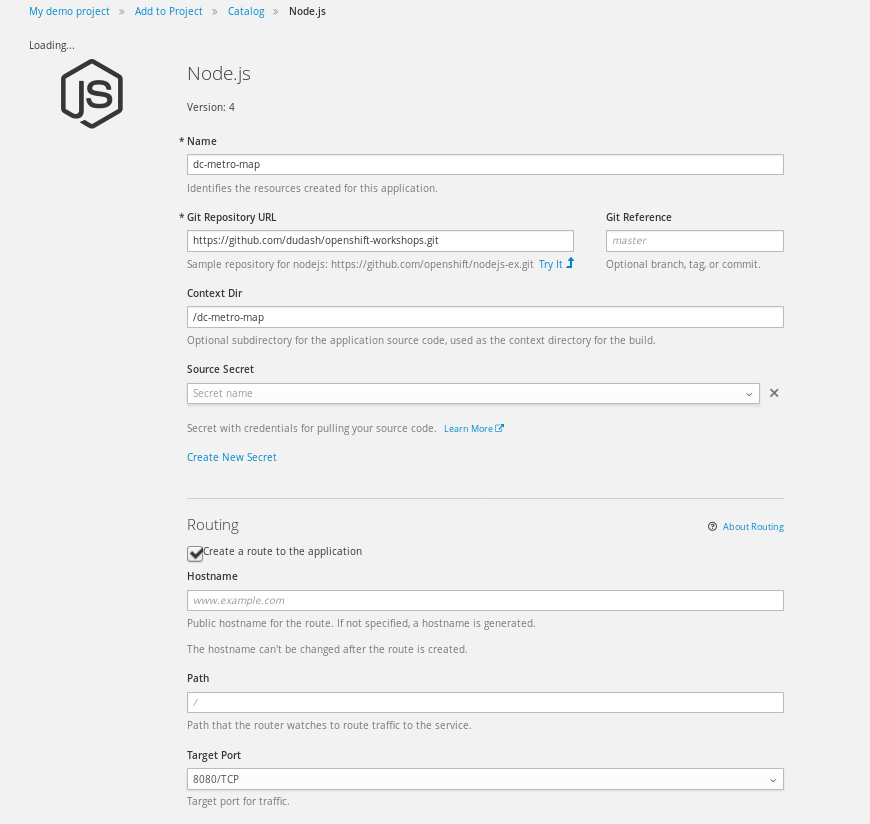 My demo project » Add to Project » Catalog » Node.js
Loading...
JS
Node.js
Version: 4
* Name
dc-metro-map
Identifies the resources created for this application.
* Git Repository URL Git Reference
https://github.com/dudash/openshift-workshops.git master
Sample repository for nodejs: https://github.com/openshift/nodejs-ex.git Try It Optional branch, tag, or commit.
Context Dir
/dc-metro-map
Optional subdirectory for the application source code, used as the context directory for the build.
Source Secret
Secret name
Secret with credentials for pulling your source code. Learn More
Create New Secret
Routing About Routing
Create a route to the application
Hostname
www.example.com
Public hostname for the route. If not specified, a hostname is generated.
The hostname can't be changed after the route is created.
Path
/
Path that the router watches to route traffic to the service.
Target Port
8080/TCP
Target port for traffic.